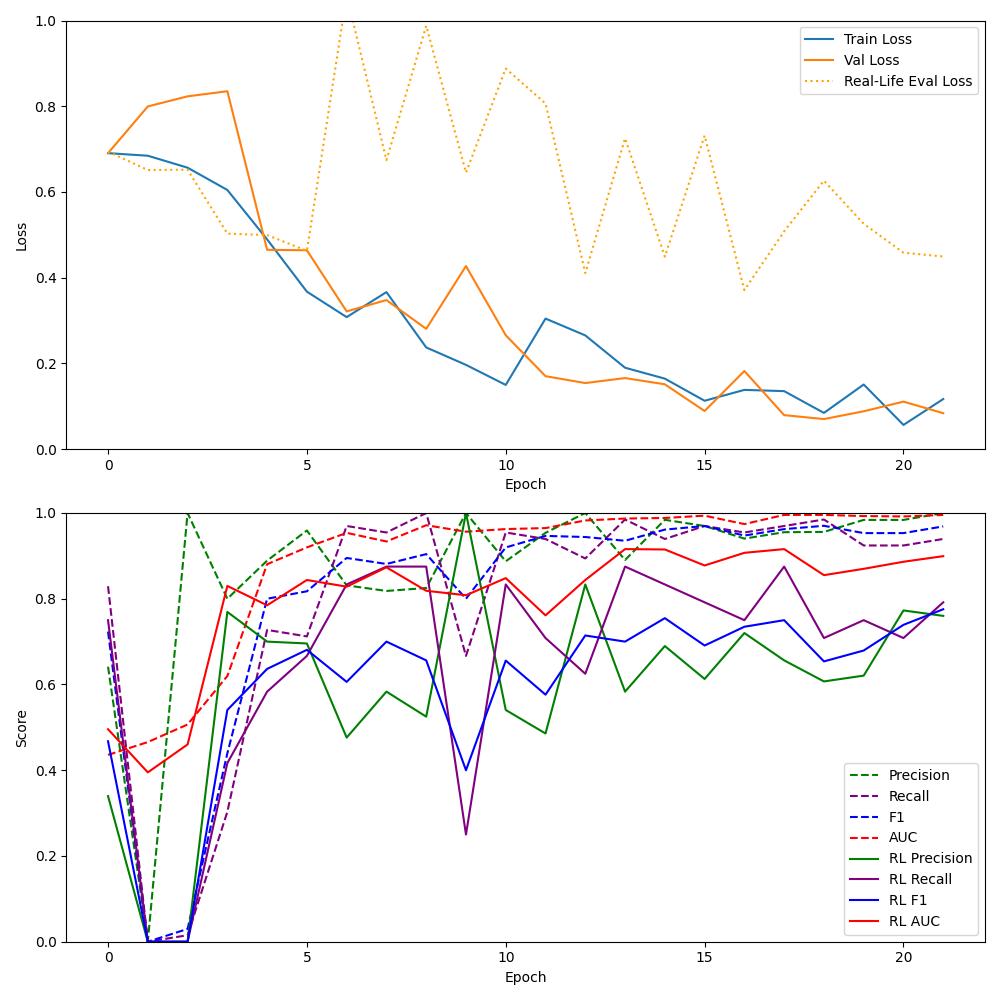 1.0
0.8
0.6
0.4
0.2
0.0
Loss
0 5 10 15 20
Epoch
Train Loss
Val Loss
Real-Life Eval Loss
1.0
0.8
0.6
0.4
0.2
0.0
Score
0 5 10 15 20
Epoch
Precision
Recall
F1
AUC
RL Precision
RL Recall
RL F1
RL AUC